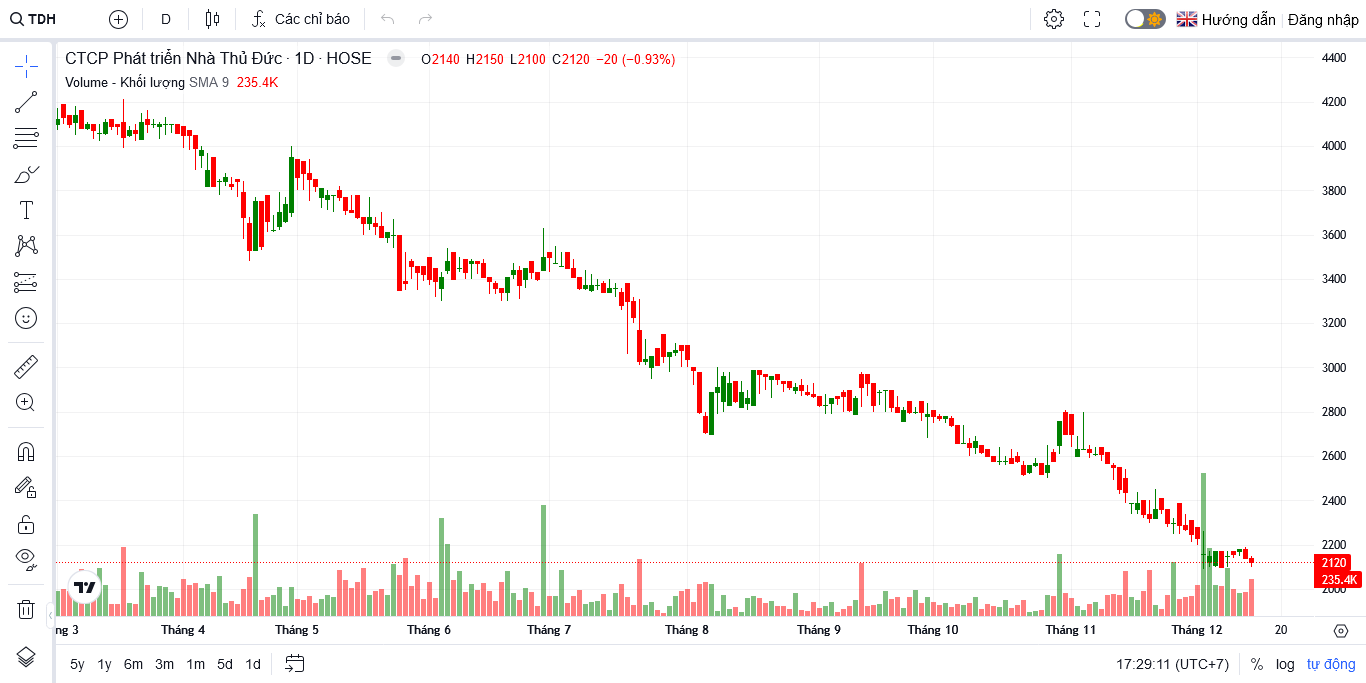 TDH D Các chỉ báo Hướng dẫn Đăng nhập
CTCP Phát triển Nhà Thủ Đức · 1D · HOSE O2140 H2150 L2100 C2120 −20 (−0.93%)
Volume - Khối lượng SMA 9 235.4K
4400
4200
4000
3800
3600
3400
3200
3000
2800
2600
2400
2200
2120
235.4K
2000
ng 3 Tháng 4 Tháng 5 Tháng 6 Tháng 7 Tháng 8 Tháng 9 Tháng 10 Tháng 11 Tháng 12 20
5y 1y 6m 3m 1m 5d 1d 17:29:11 (UTC+7) % log tự động